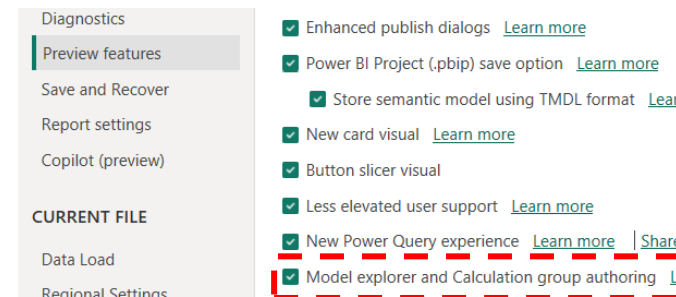 Diagnostics
Preview features
Save and Recover
Report settings
Copilot (preview)
CURRENT FILE
Data Load
Regional Settings
Enhanced publish dialogs Learn more
Power BI Project (.pbip) save option Learn more
Store semantic model using TMDL format
New card visual Learn more
Button slicer visual
Less elevated user support Learn more
New Power Query experience Learn more | Share
Model explorer and Calculation group authoring